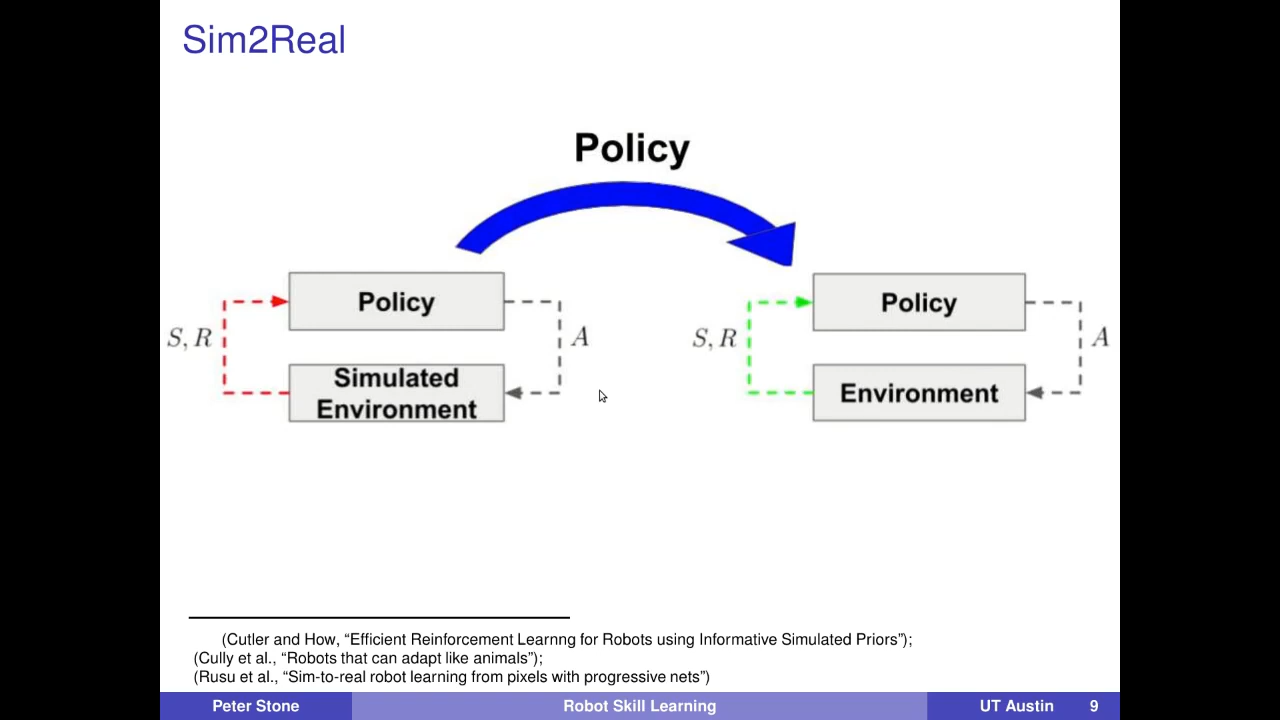 Sim2Real
Policy
Policy
S, R
A
Simulated
Environment
Policy
S, R
A
Environment
(Cutler and How, “Efficient Reinforcement Learnng for Robots using Informative Simulated Priors”);
(Cully et al., “Robots that can adapt like animals”);
(Rusu et al., “Sim-to-real robot learning from pixels with progressive nets”)
Peter Stone Robot Skill Learning UT Austin 9